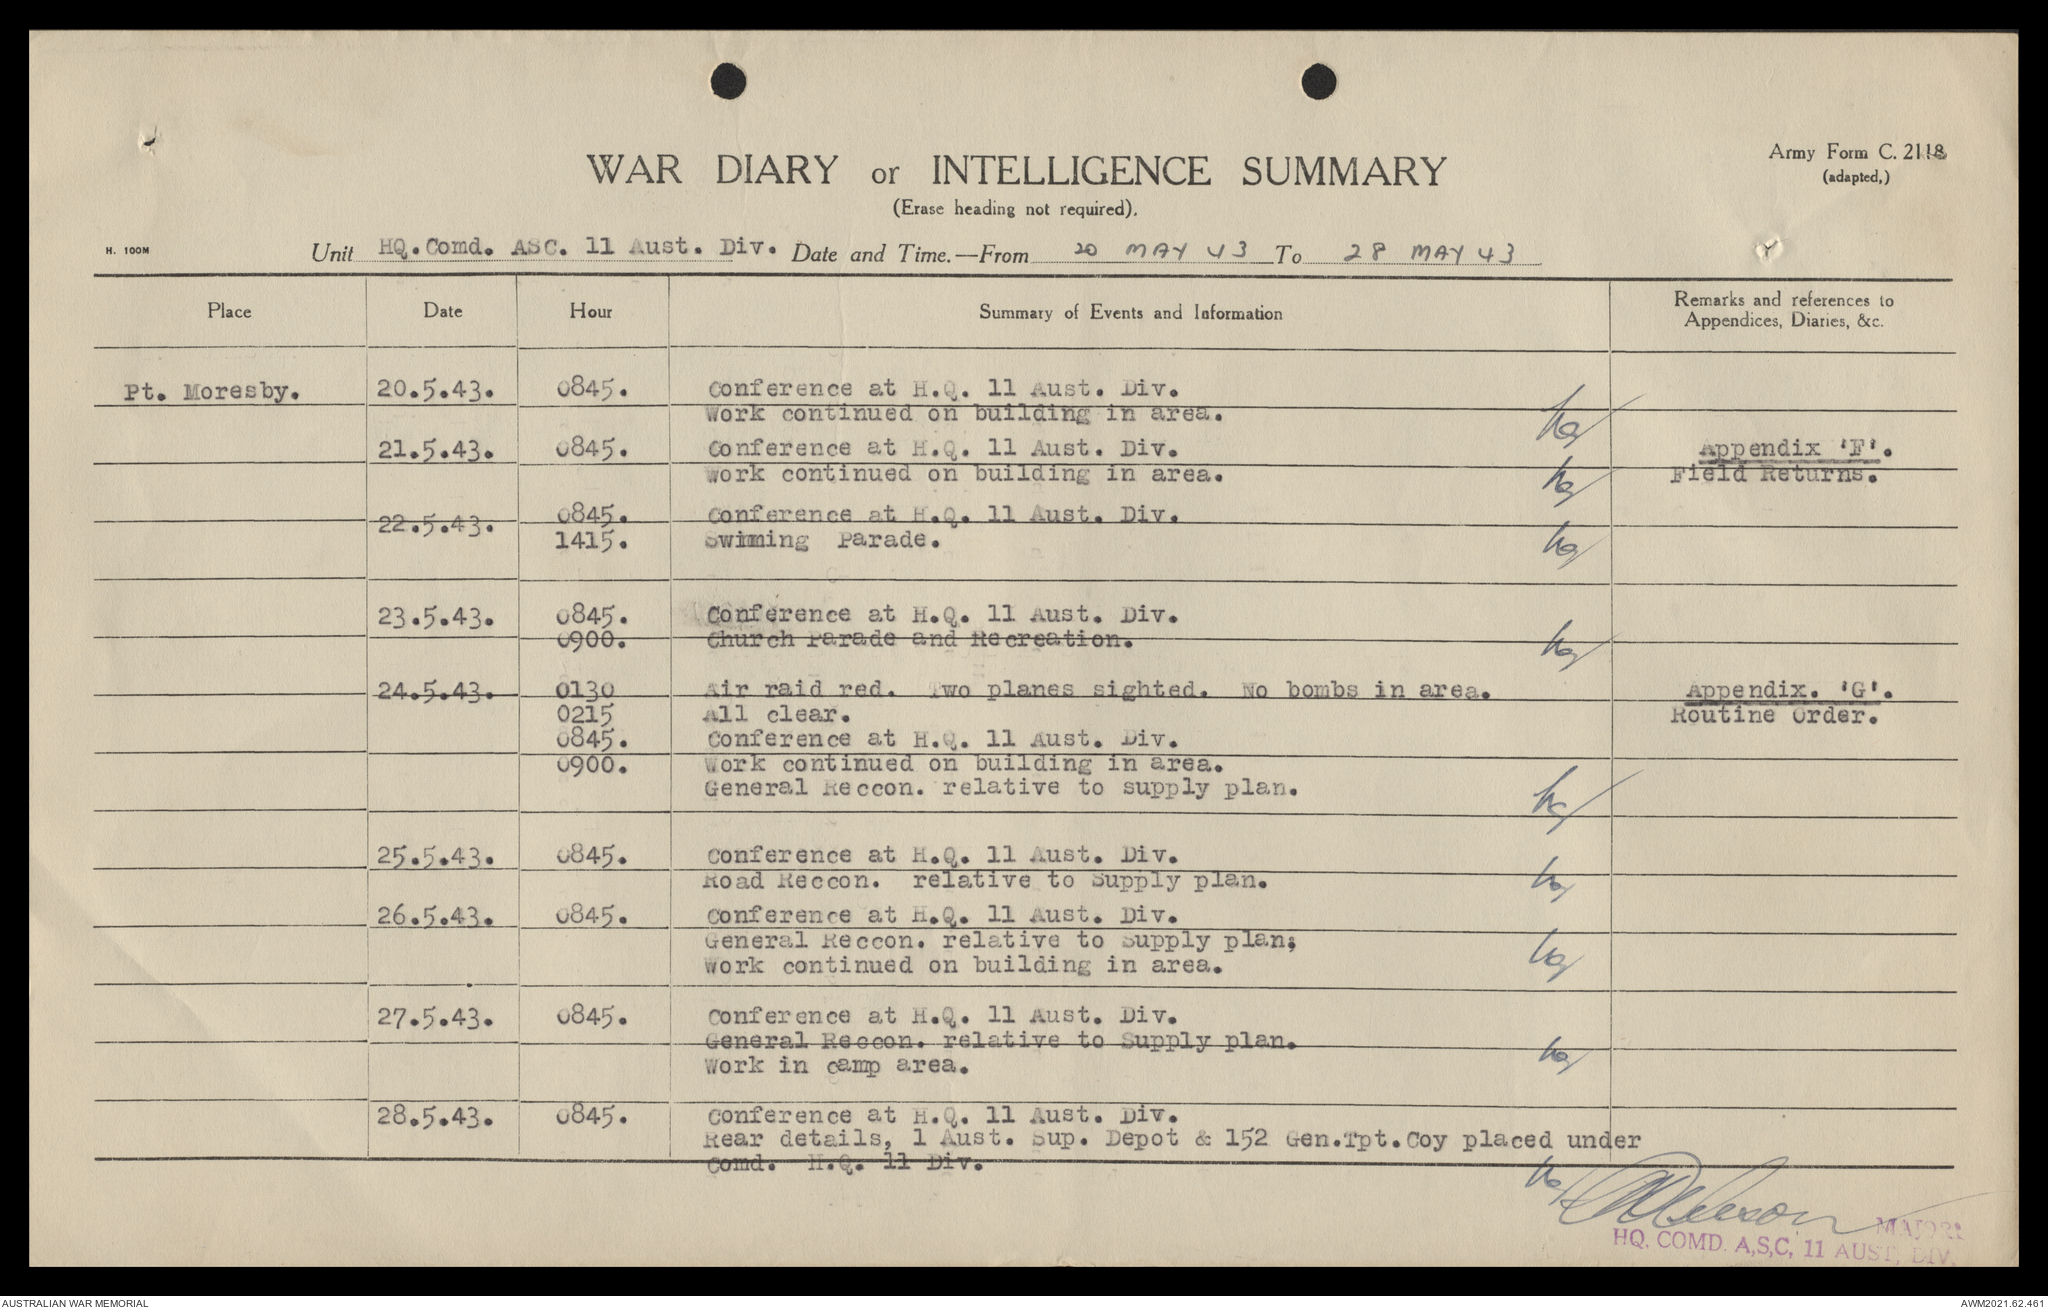 WAR DIARY or INTELLIGENCE SUMMARY
(Erase heading not required).
Army Form C. 2118
(adapted,)
H. 100M
Unit HQ.Comd. ASC. 11 Aust. Div. Date and Time.—From 20 MAY 43 To 28 MAY 43
Place Date Hour Summary of Events and Information Remarks and references to
Appendices, Diaries, &c.
Pt. Moresby. 20.5.43. 0845. Conference at H.Q. 11 Aust. Div.
Work continued on building in area.
21.5.43. 0845. Conference at H.Q. 11 Aust. Div. Appendix 'F'.
Work continued on building in area. Field Returns.
22.5.43. 0845. Conference at H.Q. 11 Aust. Div.
1415. Swimming Parade.
23.5.43. 0845. Conference at H.Q. 11 Aust. Div.
0900. Church Parade and Recreation.
24.5.43. 0130 Air raid red. Two planes sighted. No bombs in area. Appendix. 'G'.
0215 All clear. Routine Order.
0845. Conference at H.Q. 11 Aust. Div.
0900. Work continued on building in area.
General Reccon. relative to supply plan.
25.5.43. 0845. Conference at H.Q. 11 Aust. Div.
Road Reccon. relative to Supply plan.
26.5.43. 0845. Conference at H.Q. 11 Aust. Div.
General Reccon. relative to Supply plan;
Work continued on building in area.
27.5.43. 0845. Conference at H.Q. 11 Aust. Div.
General Reccon. relative to Supply plan.
Work in camp area.
28.5.43. 0845. Conference at H.Q. 11 Aust. Div.
Rear details, 1 Aust. Sup. Depot & 152 Gen.Tpt.Coy placed under
Comd. H.Q. 11 Div.
MAJOR:
HQ. COMD. A,S,C, 11 AUST, DIV.
AUSTRALIAN WAR MEMORIAL
AWM2021.62.461